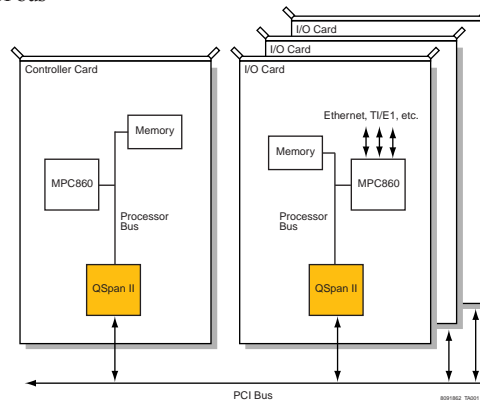 I/O Card
I/O Card
Controller Card
I/O Card
Ethernet, TI/E1, etc.
Memory
Memory
MPC860
MPC860
Processor
Bus
Processor
Bus
QSpan II
QSpan II
PCI Bus
8091862_TA001